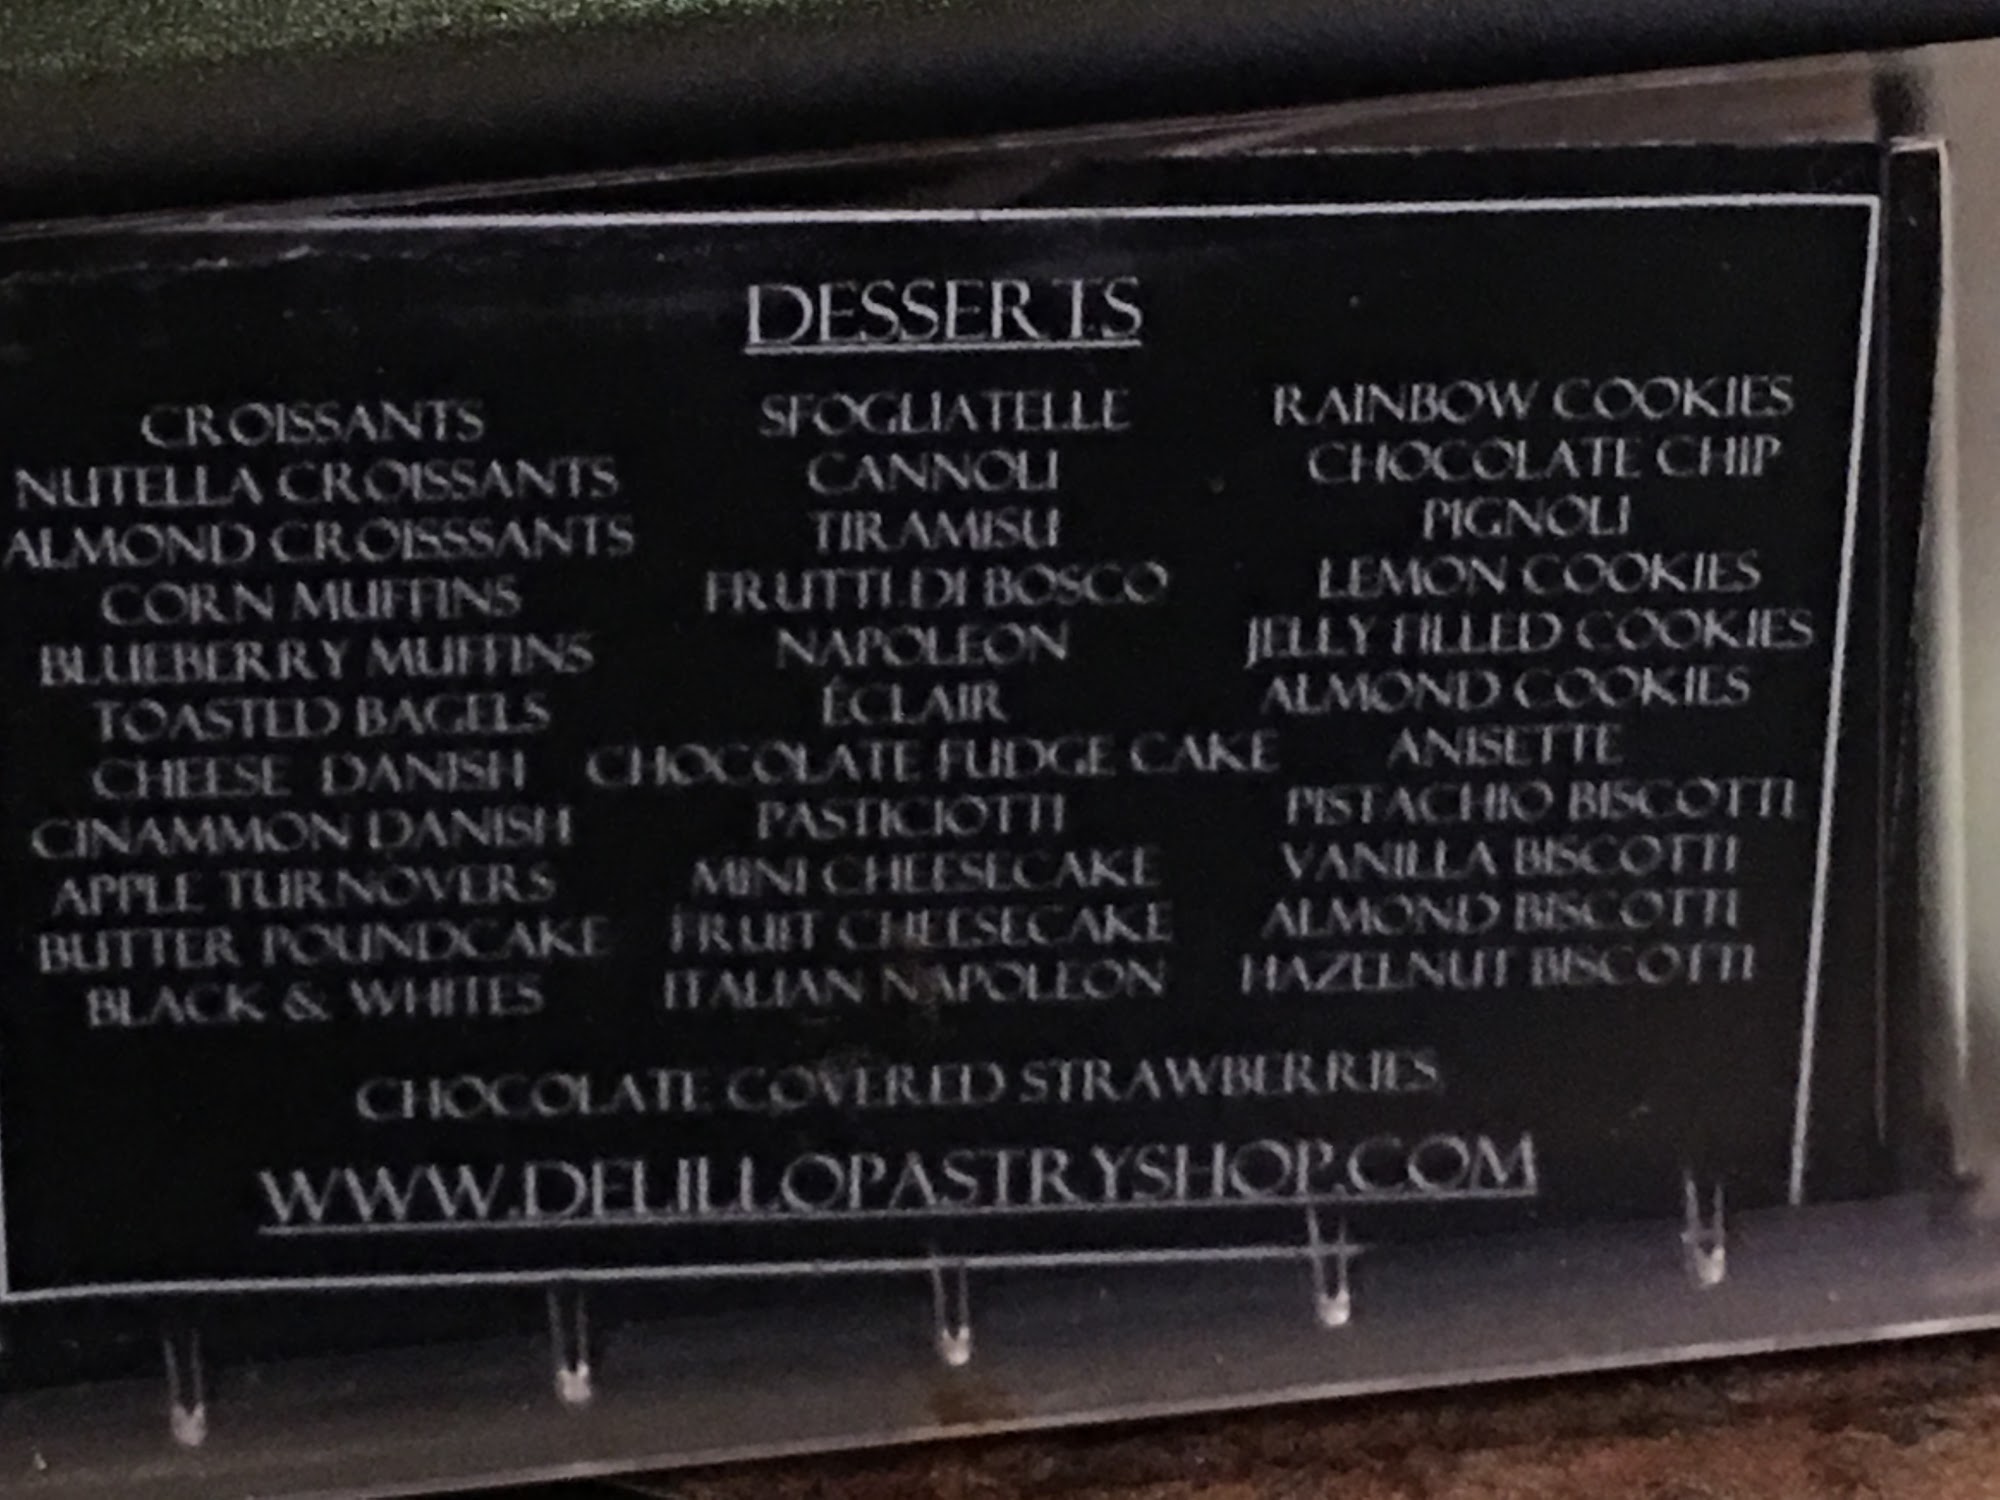 DESSERTS
CROISSANTS
NUTELLA CROISSANTS
ALMOND CROISSSANTS
CORN MUFFINS
BLUEBERRY MUFFINS
TOASTED BAGELS
CHEESE DANISH
CINAMMON DANISH
APPLE TURNOVERS
BUTTER POUNDCAKE
BLACK & WHITES
SFOGLIATELLE
CANNOLI
TIRAMISU
FRUTTI DI BOSCO
NAPOLEON
ÉCLAIR
CHOCOLATE FUDGE CAKE
PASTICIOTTI
MINI CHEESECAKE
FRUIT CHEESECAKE
ITALIAN NAPOLEON
RAINBOW COOKIES
CHOCOLATE CHIP
PIGNOLI
LEMON COOKIES
JELLY FILLED COOKIES
ALMOND COOKIES
ANISETTE
PISTACHIO BISCOTTI
VANILLA BISCOTTI
ALMOND BISCOTTI
HAZELNUT BISCOTTI
CHOCOLATE COVERED STRAWBERRIES
WWW.DELILLOPASTRYSHOP.COM